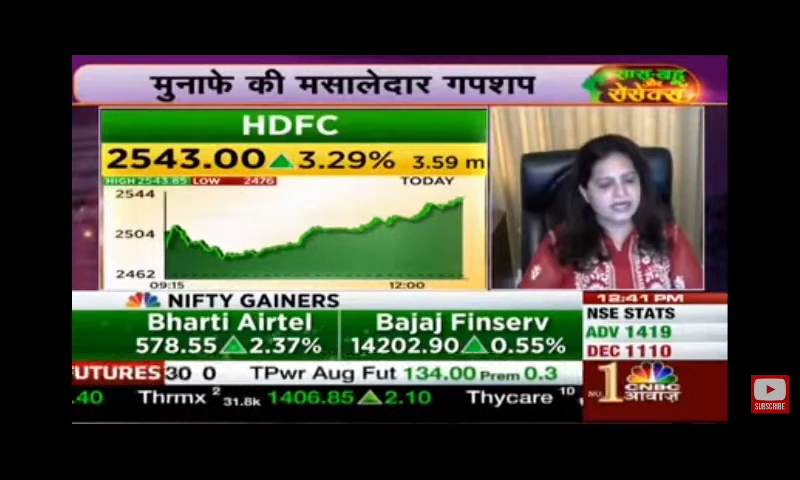 मुनाफे की मसालेदार गपशप
सास-बहू
और
सेंसेक्स
HDFC
2543.00 3.29% 3.59 m
HIGH 2543.85 LOW 2476 TODAY
2544
2504
2462
09:15 12:00
NIFTY GAINERS
Bharti Airtel
578.55 2.37%
Bajaj Finserv
14202.90 0.55%
12:41 PM
NSE STATS
ADV 1419
DEC 1110
UTURES 30 0 TPwr Aug Fut 134.00 Prem 0.3
.40 Thrmx 2 31.8k 1406.85 2.10 Thycare 10
NO.1
CNBC
आवाज़
SUBSCRIBE